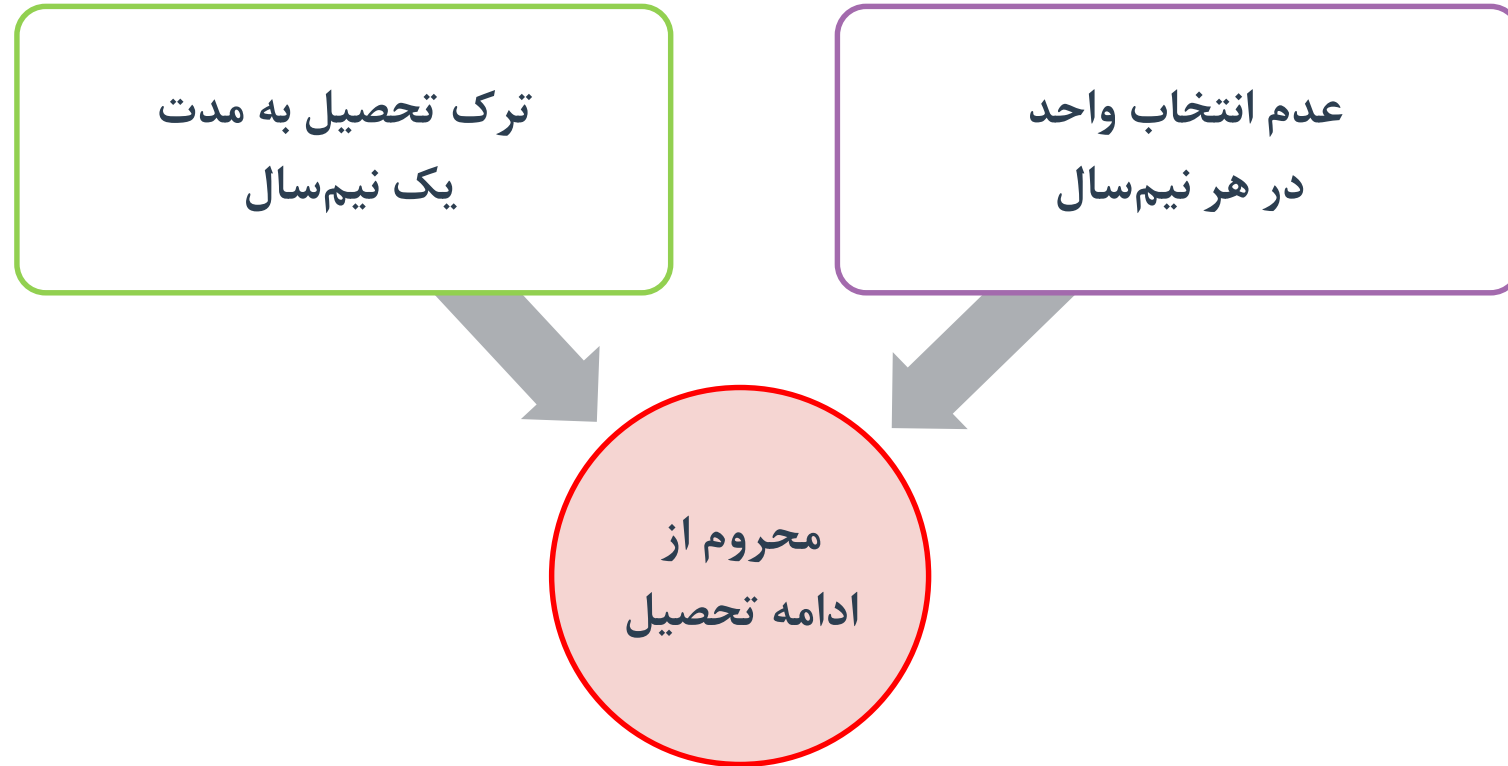 عدم انتخاب واحد
در هر نیم‌سال
ترک تحصیل به مدت
یک نیم‌سال
محروم از
ادامه تحصیل